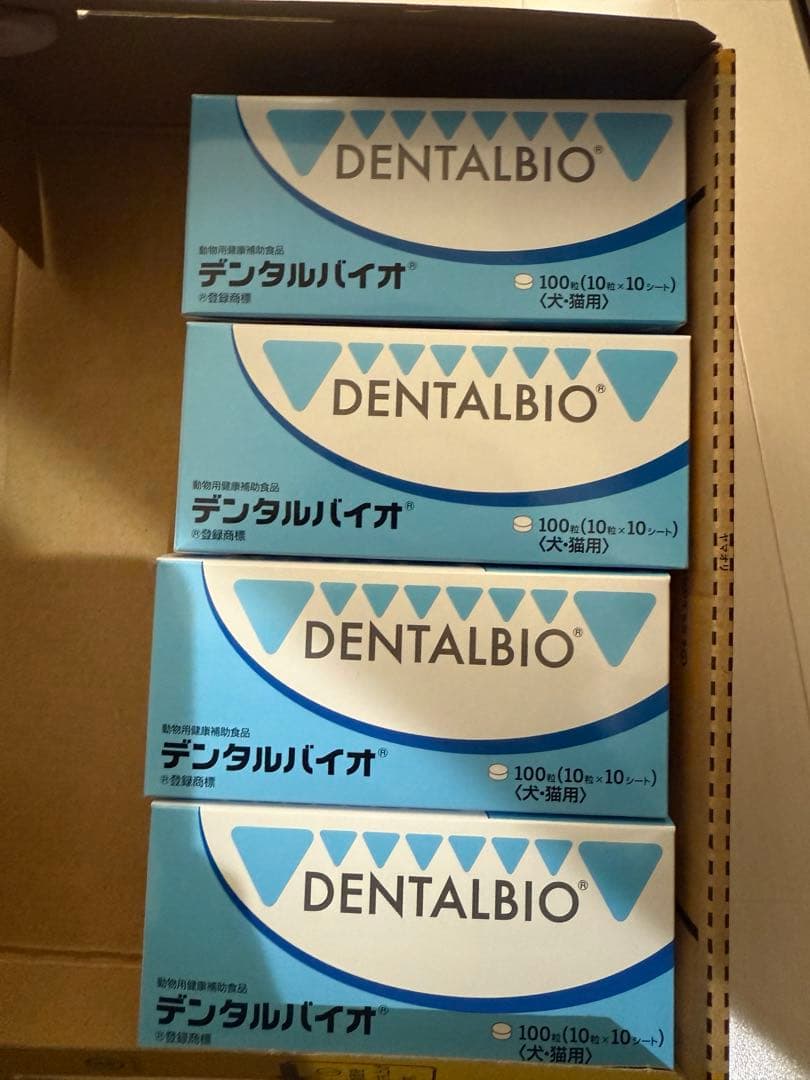 DENTALBIO®
動物用健康補助食品
デンタルバイオ®
®登録商標
100粒(10粒×10シート)
〈犬・猫用〉
DENTALBIO®
動物用健康補助食品
デンタルバイオ®
®登録商標
100粒(10粒×10シート)
〈犬・猫用〉
DENTALBIO®
動物用健康補助食品
デンタルバイオ®
®登録商標
100粒(10粒×10シート)
〈犬・猫用〉
DENTALBIO®
動物用健康補助食品
デンタルバイオ®
®登録商標
100粒(10粒×10シート)
〈犬・猫用〉
ヤマオリ